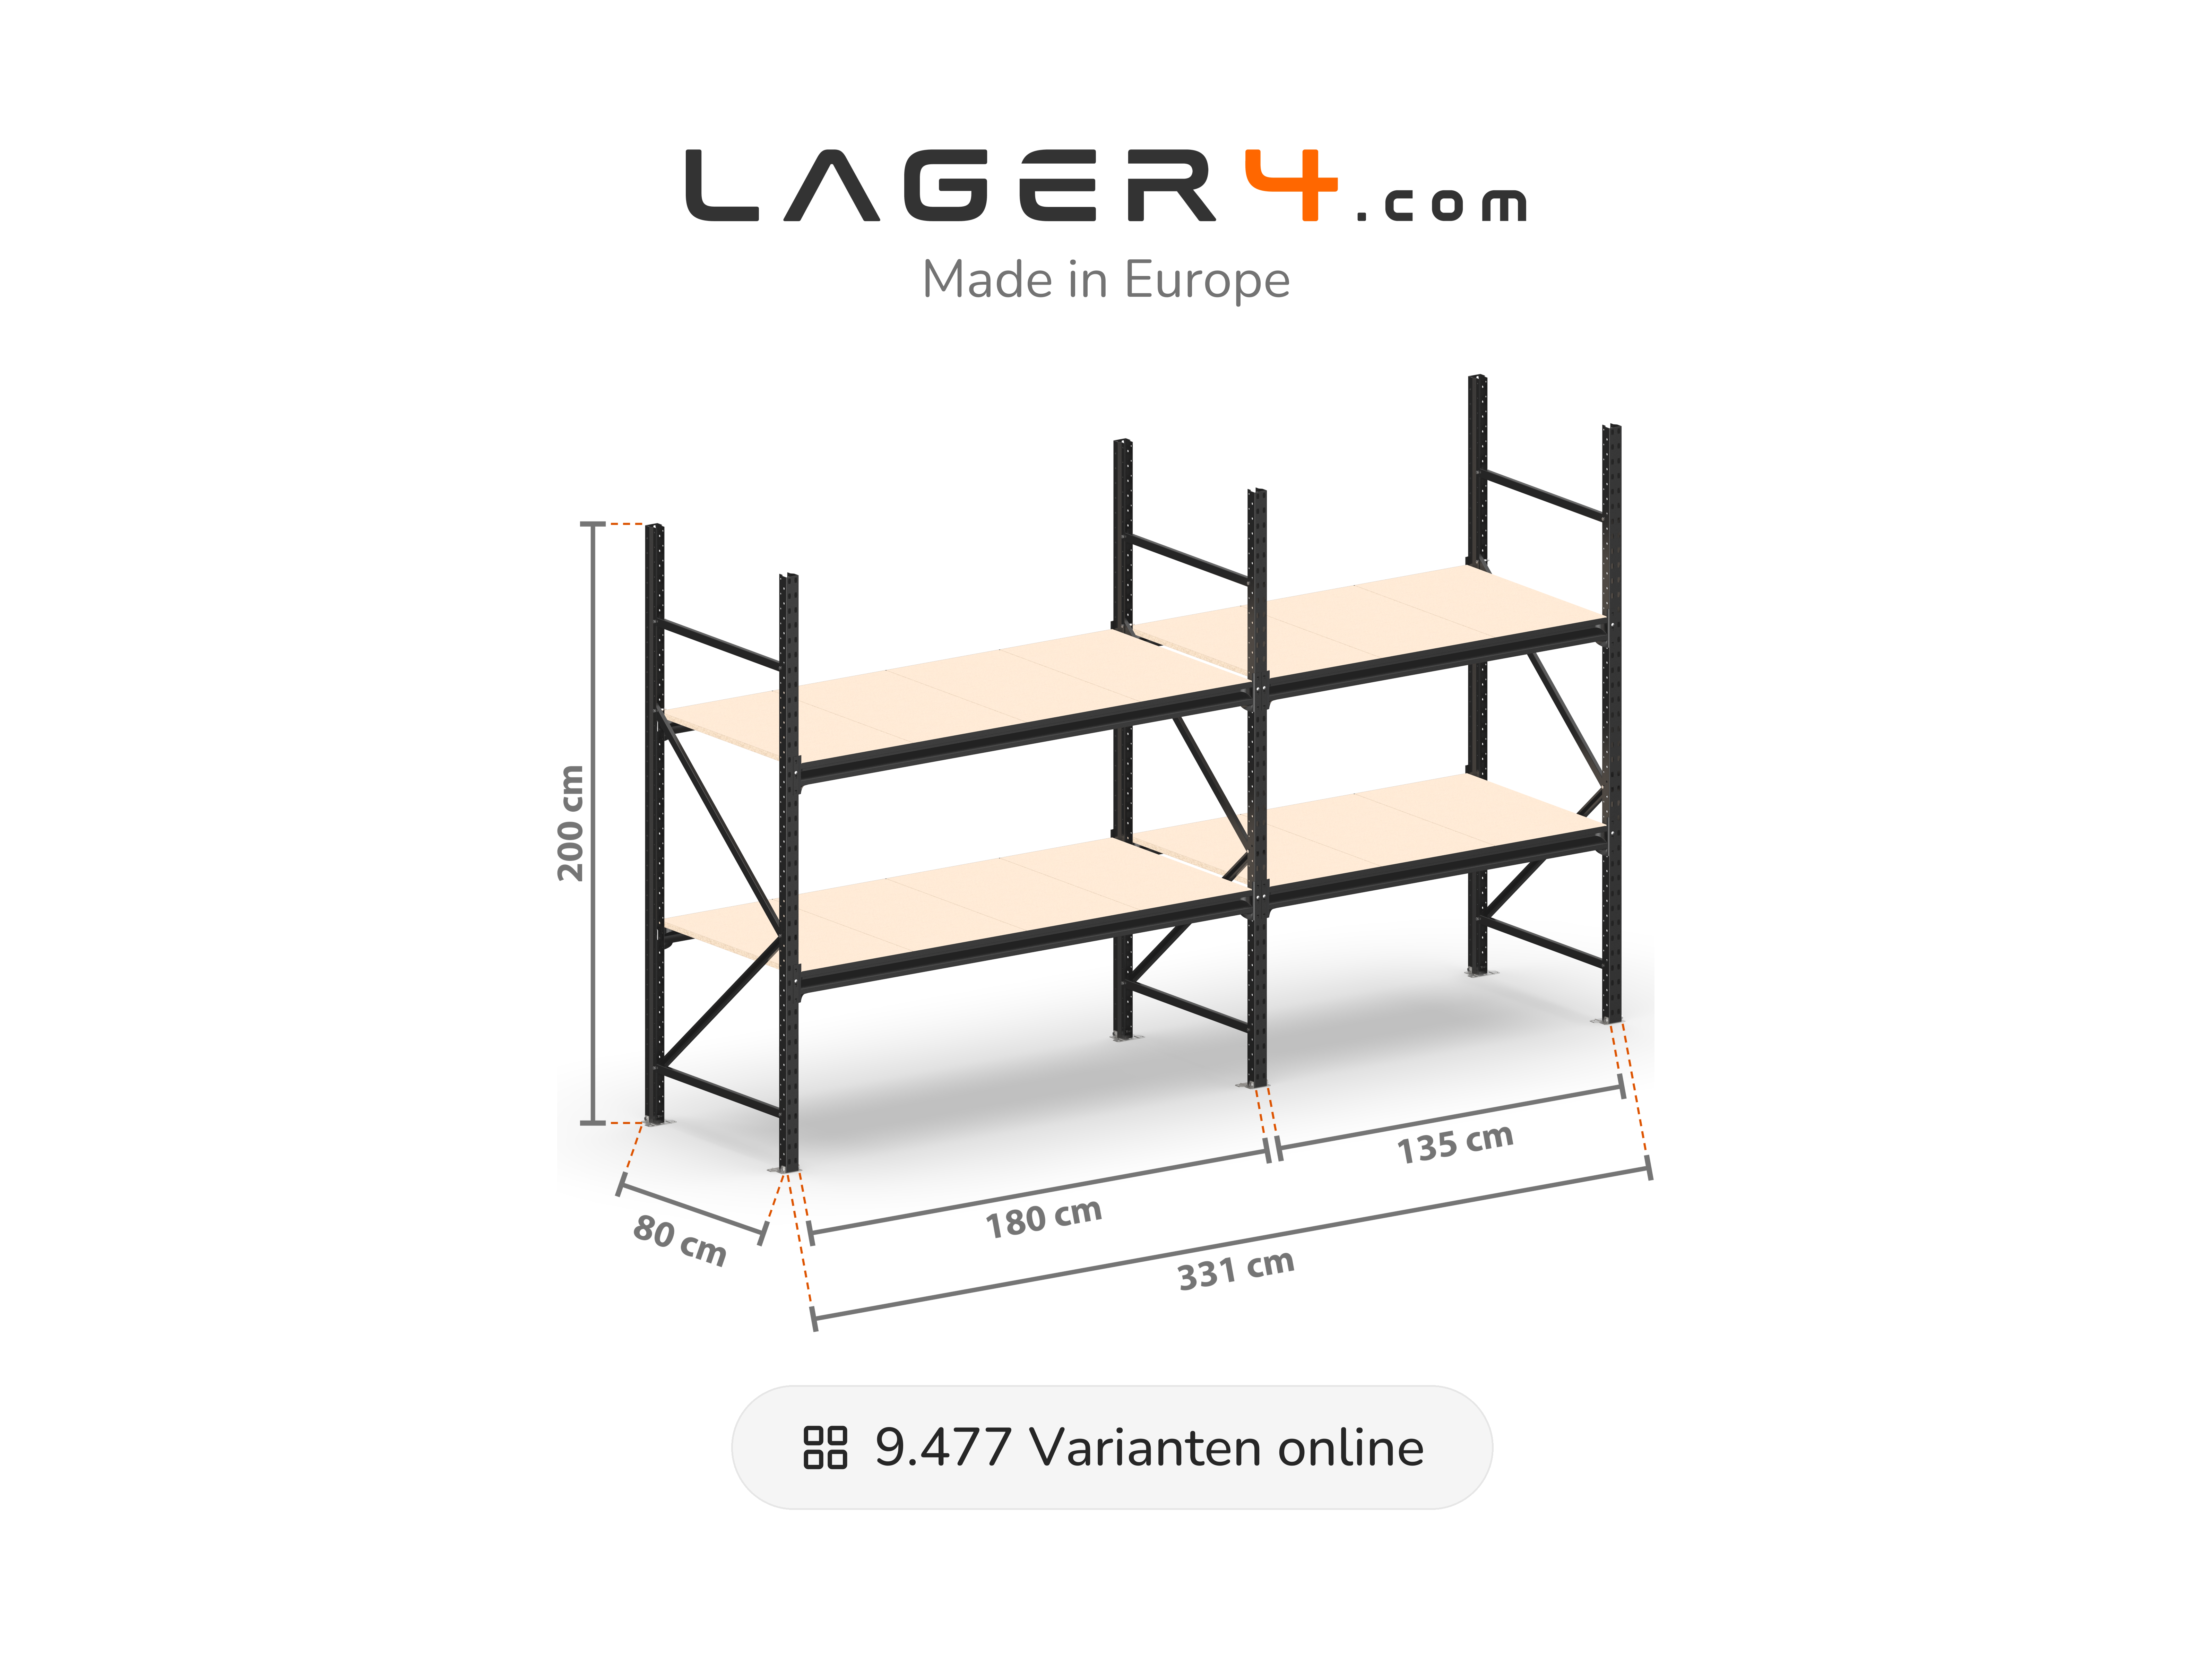 LAGER4.com
Made in Europe
200 cm
80 cm
180 cm
135 cm
331 cm
9.477 Varianten online